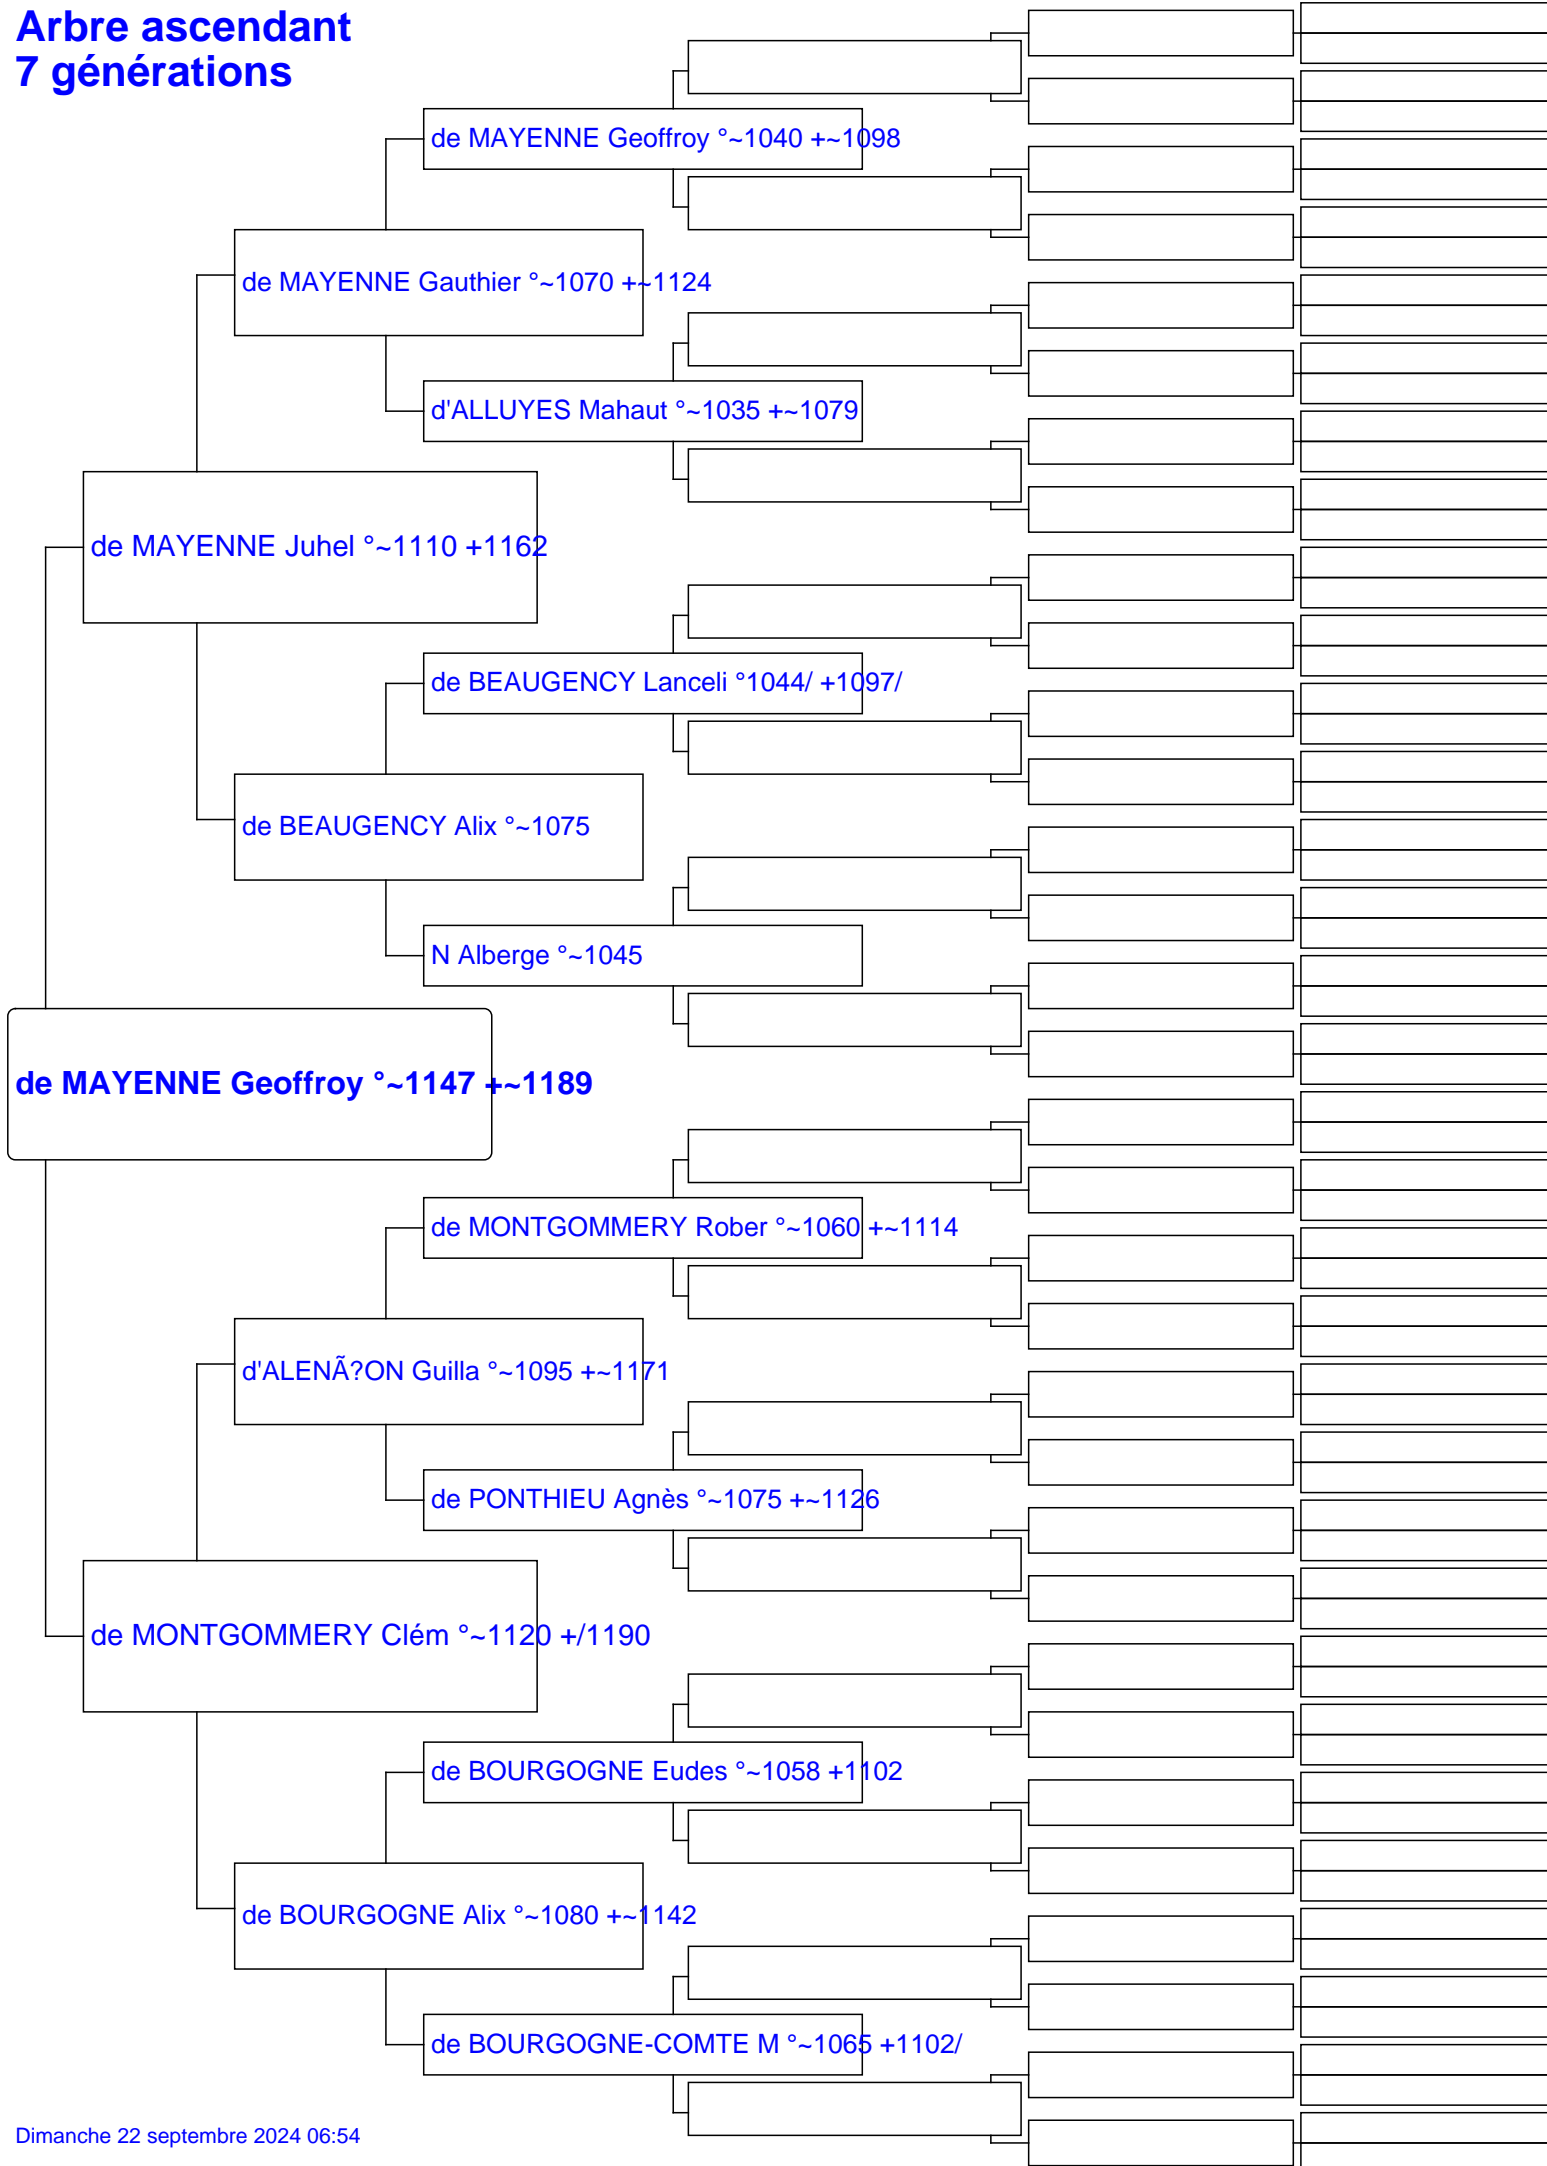 Arbre ascendant
7 générations
de MAYENNE Geoffroy °~1040 +~1098
de MAYENNE Gauthier °~1070 +~1124
d'ALLUYES Mahaut °~1035 +~1079
de MAYENNE Juhel °~1110 +1162
de BEAUGENCY Lanceli °1044/ +1097/
de BEAUGENCY Alix °~1075
N Alberge °~1045
de MAYENNE Geoffroy °~1147 +~1189
de MONTGOMMERY Rober °~1060 +~1114
d'ALENÃ?ON Guilla °~1095 +~1171
de PONTHIEU Agnès °~1075 +~1126
de MONTGOMMERY Clém °~1120 +/1190
de BOURGOGNE Eudes °~1058 +1102
de BOURGOGNE Alix °~1080 +~1142
de BOURGOGNE-COMTE M °~1065 +1102/
Dimanche 22 septembre 2024 06:54